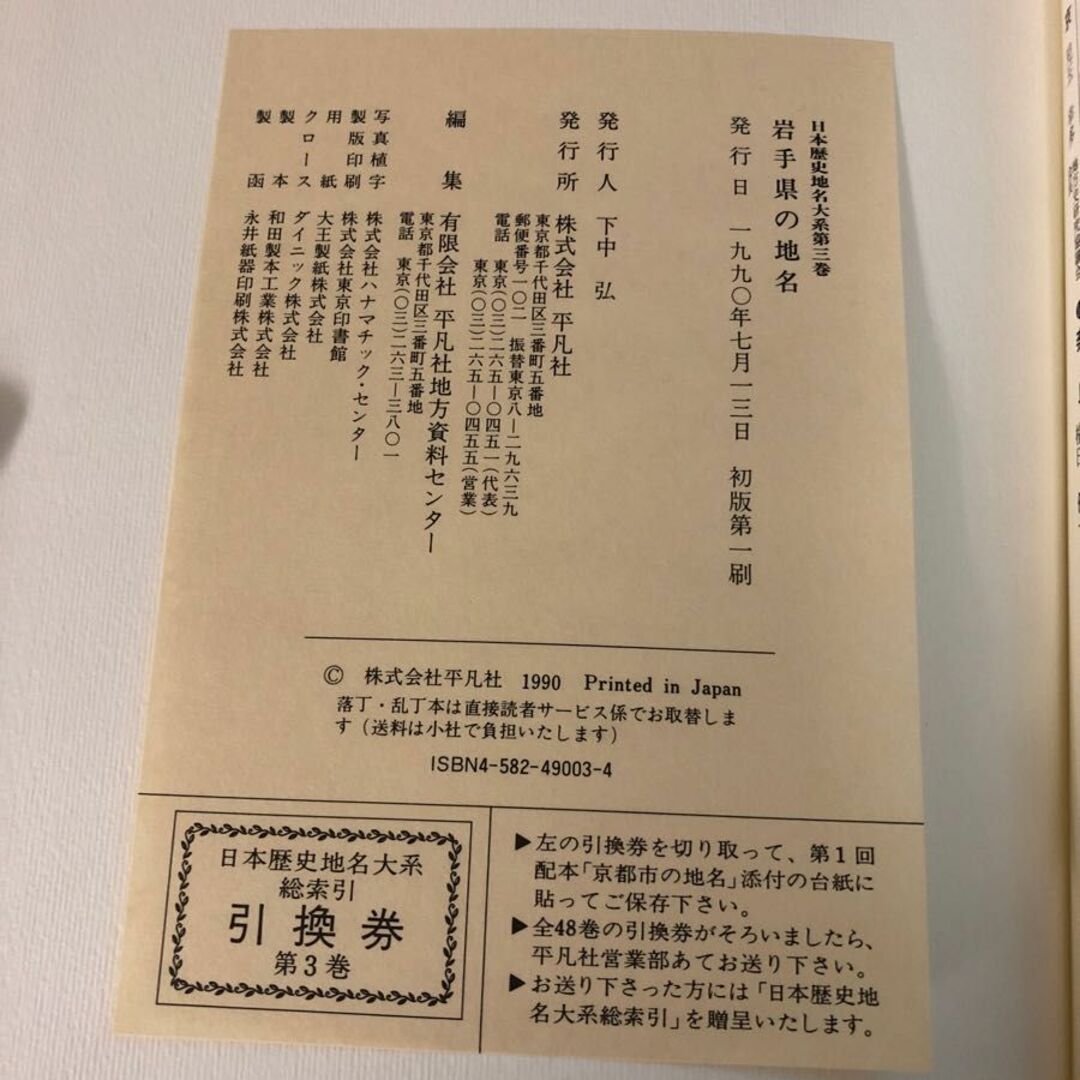 日本歴史地名大系第三巻
岩手県の地名
発行日 一九九〇年七月一三日 初版第一刷
発行人 下中 弘
発行所 株式会社 平凡社
東京都千代田区三番町五番地
郵便番号一〇二 振替東京八—二九六三九
電話 東京(〇三)二六五—〇四五一(代表)
東京(〇三)二六五—〇四五五(営業)
編集 有限会社 平凡社地方資料センター
東京都千代田区三番町五番地
電話 東京(〇三)二六三—三八〇一
写真植字 株式会社ハナマチック・センター
製版印刷 株式会社東京印書館
用紙 大王製紙株式会社
クロース ダイニック株式会社
製本 和田製本工業株式会社
製函 永井紙器印刷株式会社
© 株式会社平凡社 1990 Printed in Japan
落丁・乱丁本は直接読者サービス係でお取替しま
す(送料は小社で負担いたします)
ISBN4-582-49003-4
日本歴史地名大系
総索引
引換券
第3巻
▶左の引換券を切り取って、第1回
配本「京都市の地名」添付の台紙に
貼ってご保存下さい。
▶全48巻の引換券がそろいましたら、
平凡社営業部あてお送り下さい。
▶お送り下さった方には「日本歴史地
名大系総索引」を贈呈いたします。